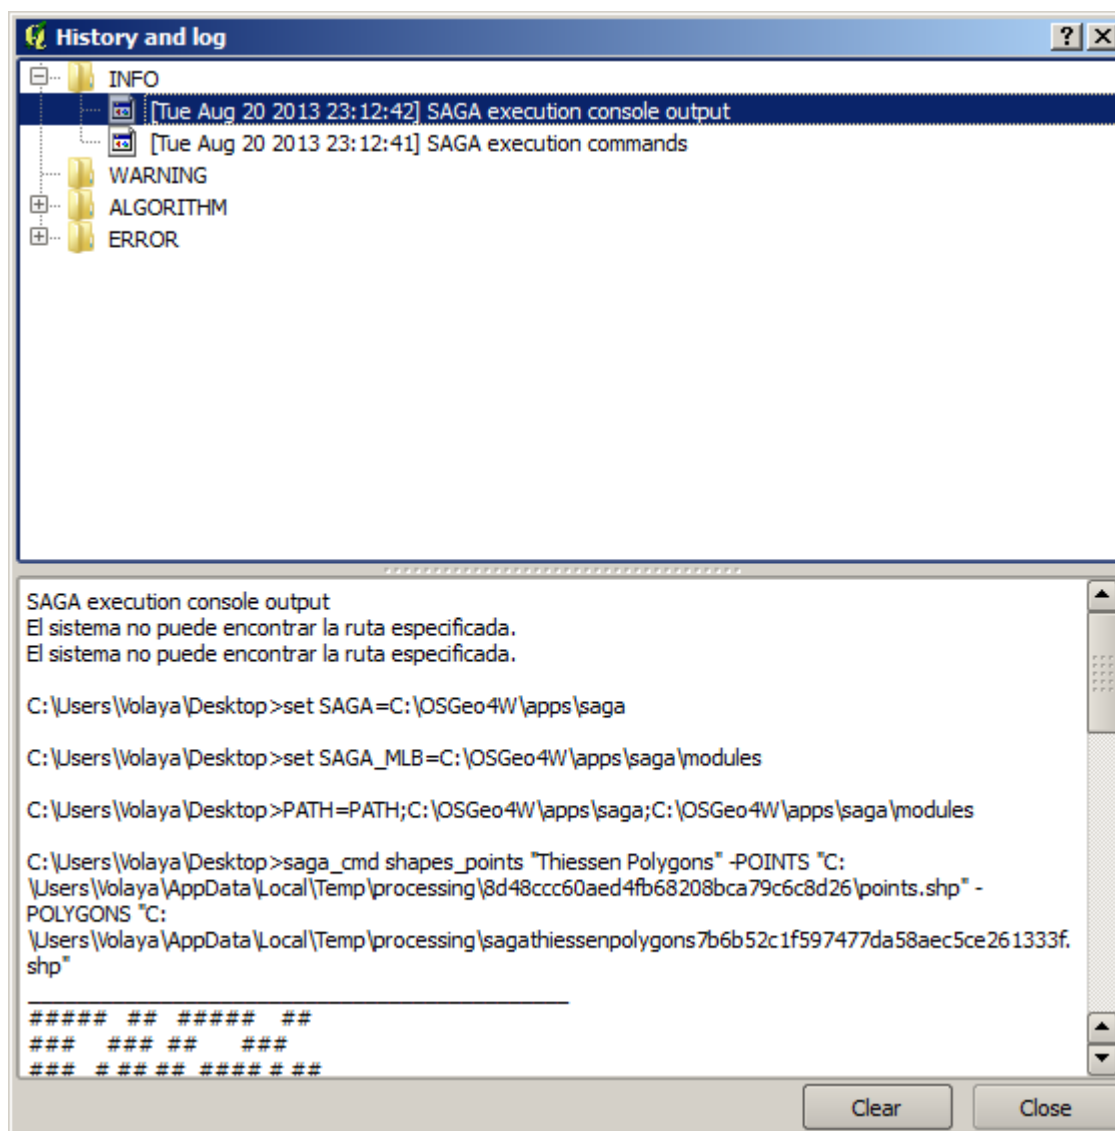 History and log
INFO
[Tue Aug 20 2013 23:12:42] SAGA execution console output
[Tue Aug 20 2013 23:12:41] SAGA execution commands
WARNING
ALGORITHM
ERROR
SAGA execution console output
El sistema no puede encontrar la ruta especificada.
El sistema no puede encontrar la ruta especificada.
C:\Users\Volaya\Desktop>set SAGA=C:\OSGeo4W\apps\saga
C:\Users\Volaya\Desktop>set SAGA_MLB=C:\OSGeo4W\apps\saga\modules
C:\Users\Volaya\Desktop>PATH=PATH;C:\OSGeo4W\apps\saga;C:\OSGeo4W\apps\saga\modules
C:\Users\Volaya\Desktop>saga_cmd shapes_points "Thiessen Polygons" -POINTS "C:
\Users\Volaya\AppData\Local\Temp\processing\8d48ccc60aed4fb68208bca79c6c8d26\points.shp" -
POLYGONS "C:
\Users\Volaya\AppData\Local\Temp\processing\sagathiessenpolygons7b6b52c1f597477da58aec5ce261333f.
shp"
_____________________________________________
##### ## ##### ##
### ### ## ###
### # ## ## #### # ##
Clear
Close